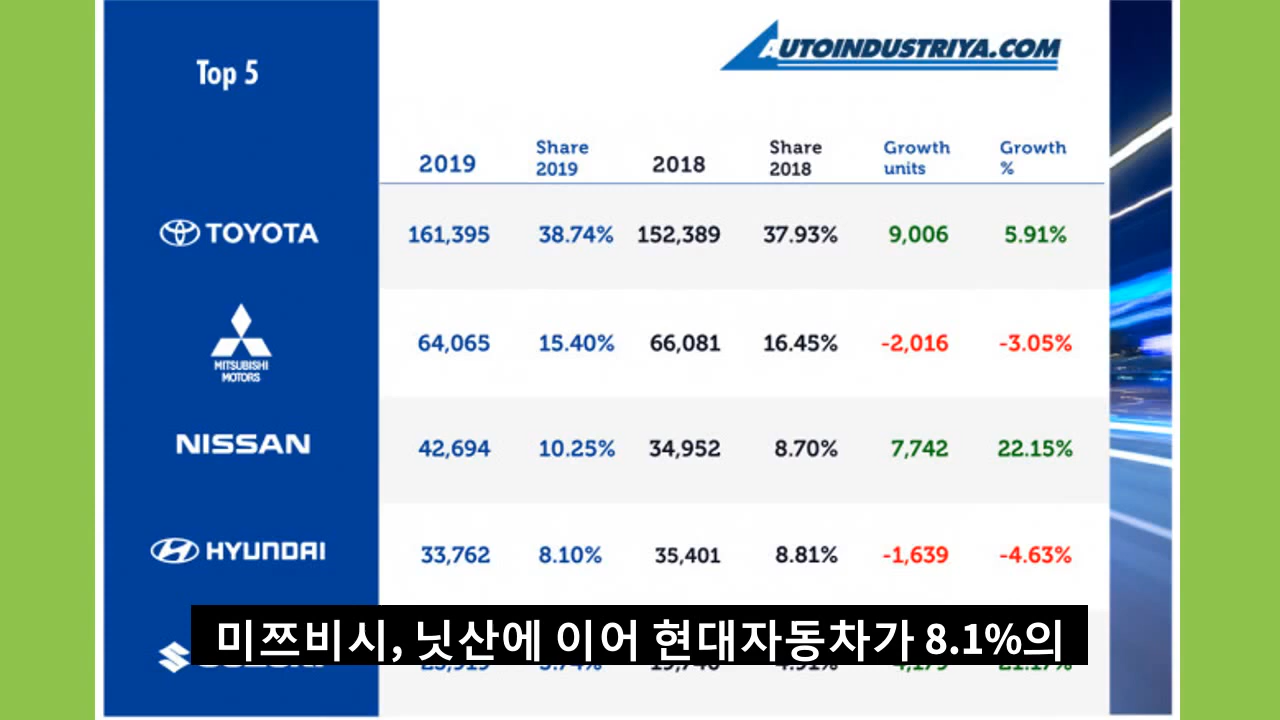 AUTOINDUSTRIYA.COM
Top 5
2019 Share 2019 2018 Share 2018 Growth units Growth %
TOYOTA 161,395 38.74% 152,389 37.93% 9,006 5.91%
MITSUBISHI MOTORS 64,065 15.40% 66,081 16.45% -2,016 -3.05%
NISSAN 42,694 10.25% 34,952 8.70% 7,742 22.15%
HYUNDAI 33,762 8.10% 35,401 8.81% -1,639 -4.63%
미쯔비시, 닛산에 이어 현대자동차가 8.1%의